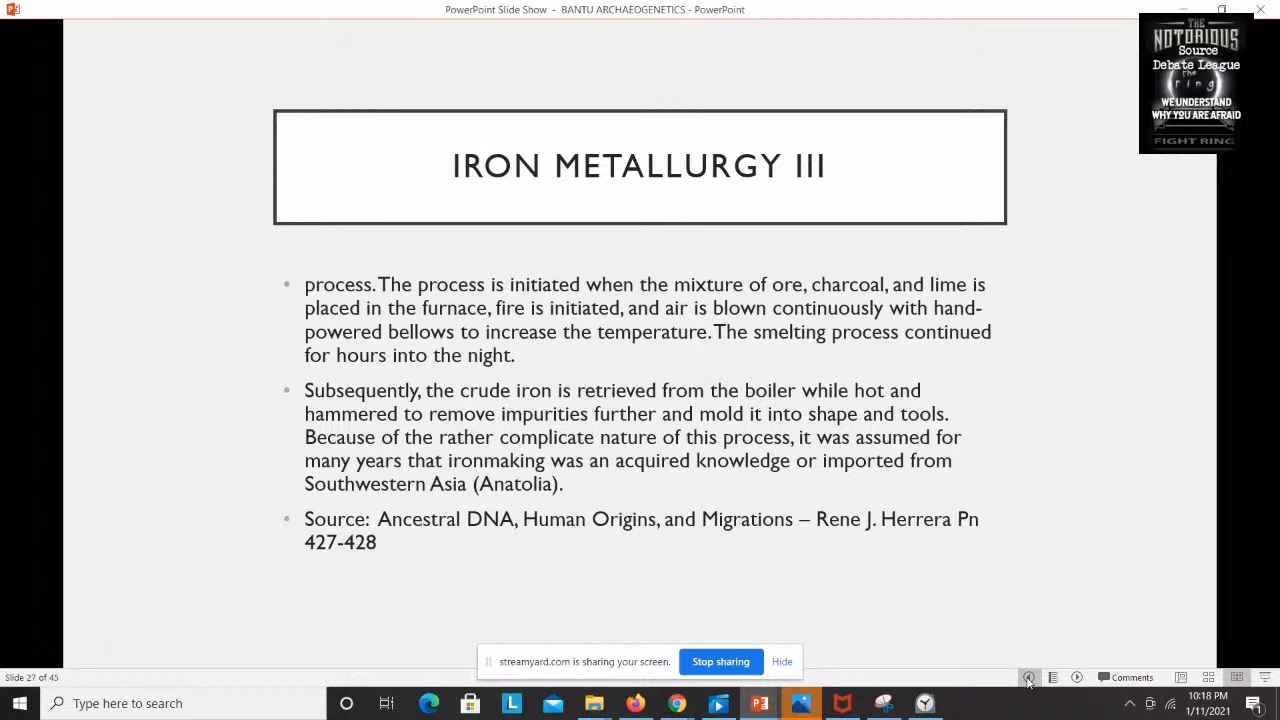 PowerPoint Slide Show - BANTU ARCHAEOGENETICS - PowerPoint
THE
NOTORIOUS
Source
Debate League
the
ring
WE UNDERSTAND
WHY YOU ARE AFRAID
FIGHT RING
IRON METALLURGY III
process. The process is initiated when the mixture of ore, charcoal, and lime is
placed in the furnace, fire is initiated, and air is blown continuously with hand-
powered bellows to increase the temperature. The smelting process continued
for hours into the night.
Subsequently, the crude iron is retrieved from the boiler while hot and
hammered to remove impurities further and mold it into shape and tools.
Because of the rather complicate nature of this process, it was assumed for
many years that ironmaking was an acquired knowledge or imported from
Southwestern Asia (Anatolia).
Source: Ancestral DNA, Human Origins, and Migrations – Rene J. Herrera Pn
427-428
streamyard.com is sharing your screen.
Stop sharing
Hide
Slide 27 of 45
Comments
Type here to search
10:18 PM
1/11/2021